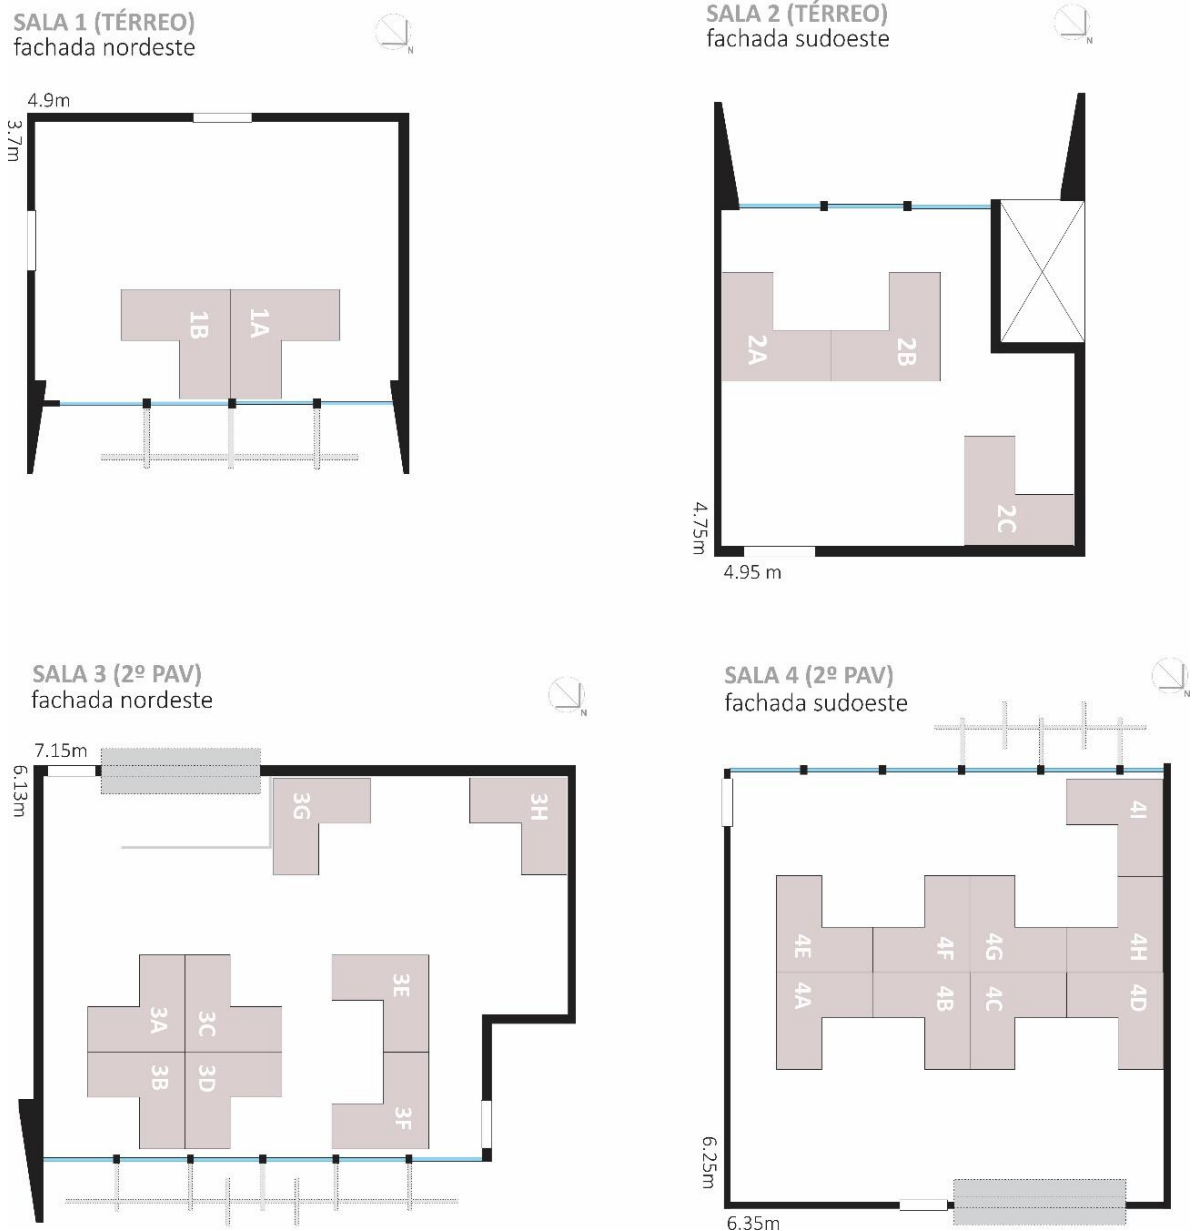 SALA 1 (TÉRREO)
fachada nordeste
N
4.9m
3.7m
1B
1A
SALA 2 (TÉRREO)
fachada sudoeste
N
2A
2B
2C
4.75m
4.95 m
SALA 3 (2º PAV)
fachada nordeste
N
7.15m
6.13m
3G
3H
3A
3C
3E
3B
3D
3F
SALA 4 (2º PAV)
fachada sudoeste
N
4I
4E
4F
4G
4H
4A
4B
4C
4D
6.25m
6.35m